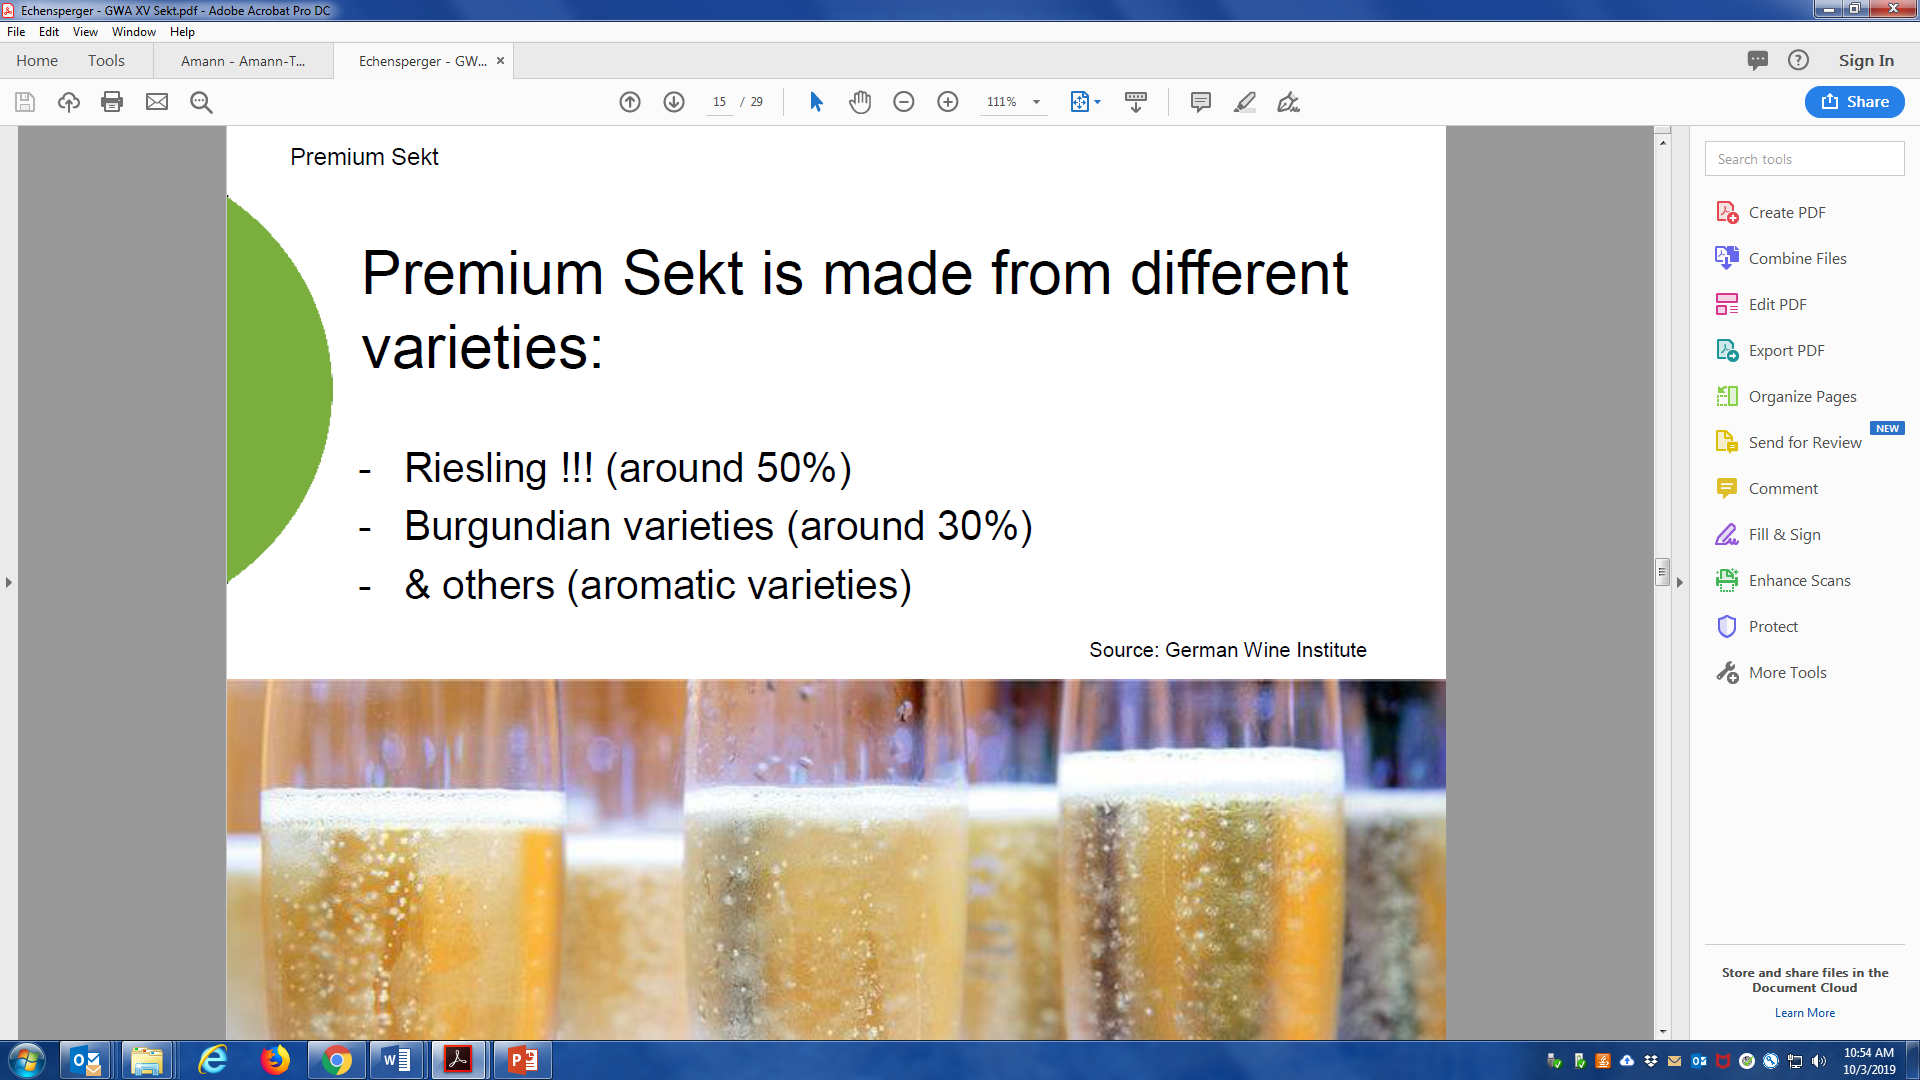 Echensperger - GWA XV Sekt.pdf - Adobe Acrobat Pro DC
File Edit View Window Help
Home Tools Amann - Amann-T... Echensperger - GW... × Sign In
15 / 29 111% Share
Premium Sekt
Premium Sekt is made from different
varieties:
- Riesling !!! (around 50%)
- Burgundian varieties (around 30%)
- & others (aromatic varieties)
Source: German Wine Institute
Search tools
Create PDF
Combine Files
Edit PDF
Export PDF
Organize Pages
NEW
Send for Review
Comment
Fill & Sign
Enhance Scans
Protect
More Tools
Store and share files in the
Document Cloud
Learn More
10:54 AM
10/3/2019